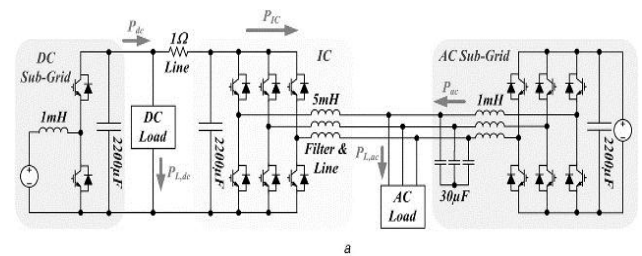 DC
Sub-Grid
1mH
2200μF
P_dc
DC
Load
P_L,dc
1Ω
Line
2200μF
P_IC
IC
5mH
Filter &
Line
P_L,ac
AC
Load
30μF
P_ac
AC Sub-Grid
1mH
2200μF
a